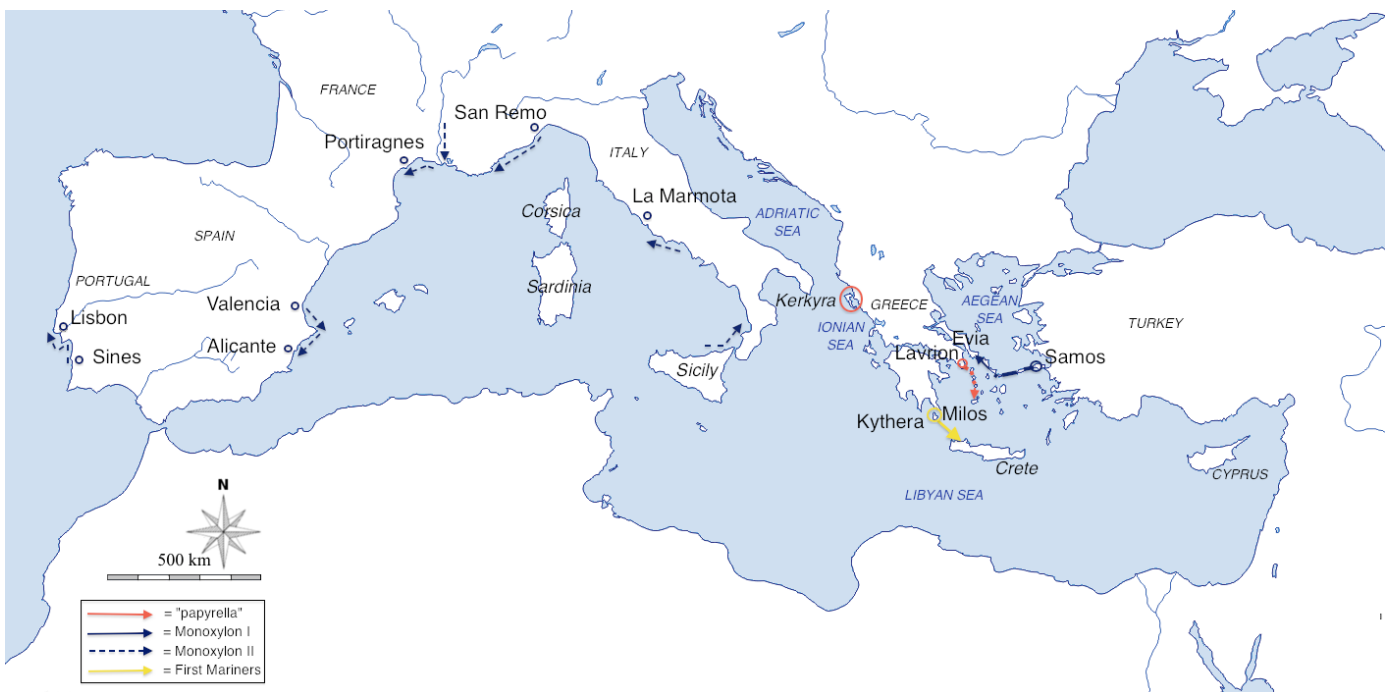 FRANCE
San Remo
Portiragnes
ITALY
Corsica
La Marmota
ADRIATIC
SEA
SPAIN
PORTUGAL
Sardinia
Valencia
Lisbon
Kerkyra
GREECE
AEGEAN
SEA
TURKEY
IONIAN
SEA
Evia
Alicante
Sines
Sicily
Lavrion
Samos
Kythera
Milos
Crete
CYPRUS
LIBYAN SEA
N
500 km
= "papyrella"
= Monoxylon I
= Monoxylon II
= First Mariners